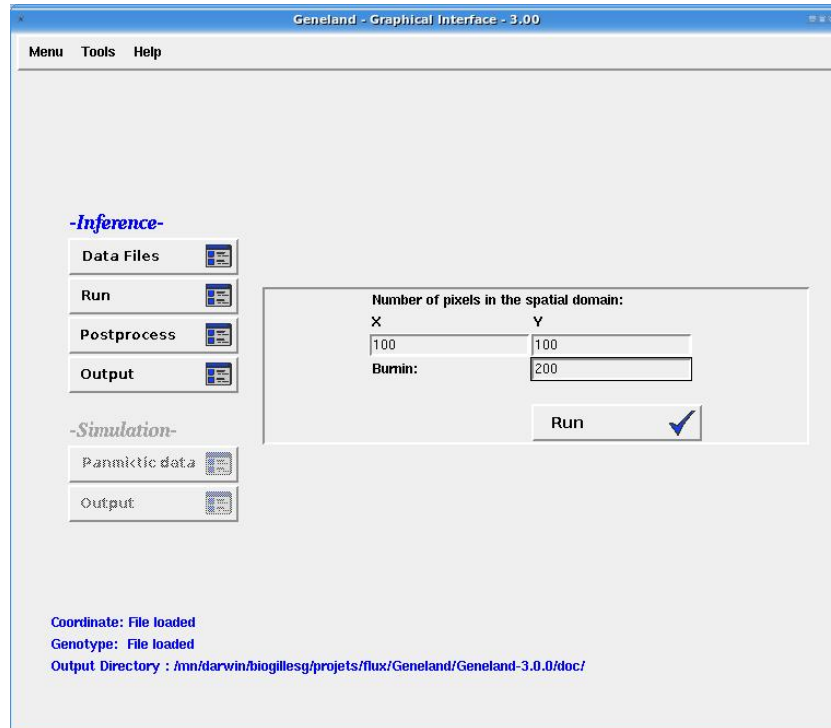 Geneland - Graphical Interface - 3.00
Menu Tools Help
-Inference-
Data Files
Run
Postprocess
Output
Number of pixels in the spatial domain:
X Y
100 100
Burnin: 200
Run
-Simulation-
Panmictic data
Output
Coordinate: File loaded
Genotype: File loaded
Output Directory : /mn/darwin/biogillesg/projets/flux/Geneland/Geneland-3.0.0/doc/